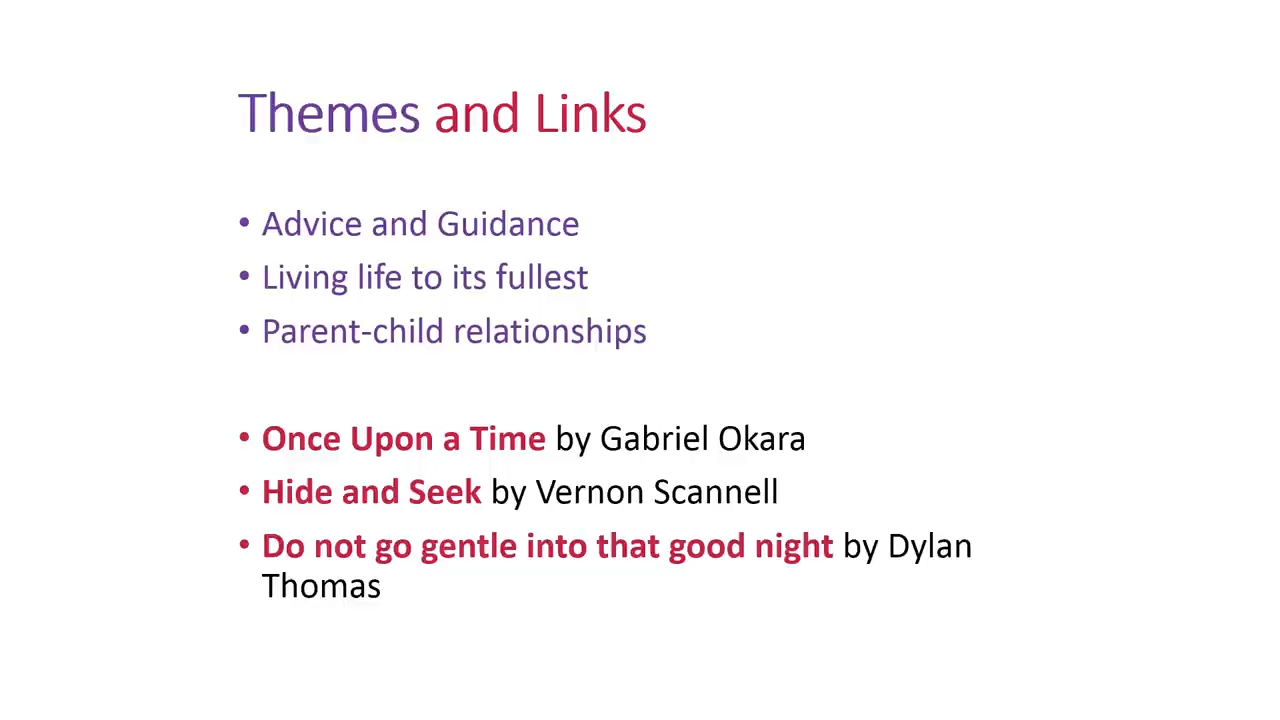 Themes and Links
• Advice and Guidance
• Living life to its fullest
• Parent-child relationships
• Once Upon a Time by Gabriel Okara
• Hide and Seek by Vernon Scannell
• Do not go gentle into that good night by Dylan
Thomas